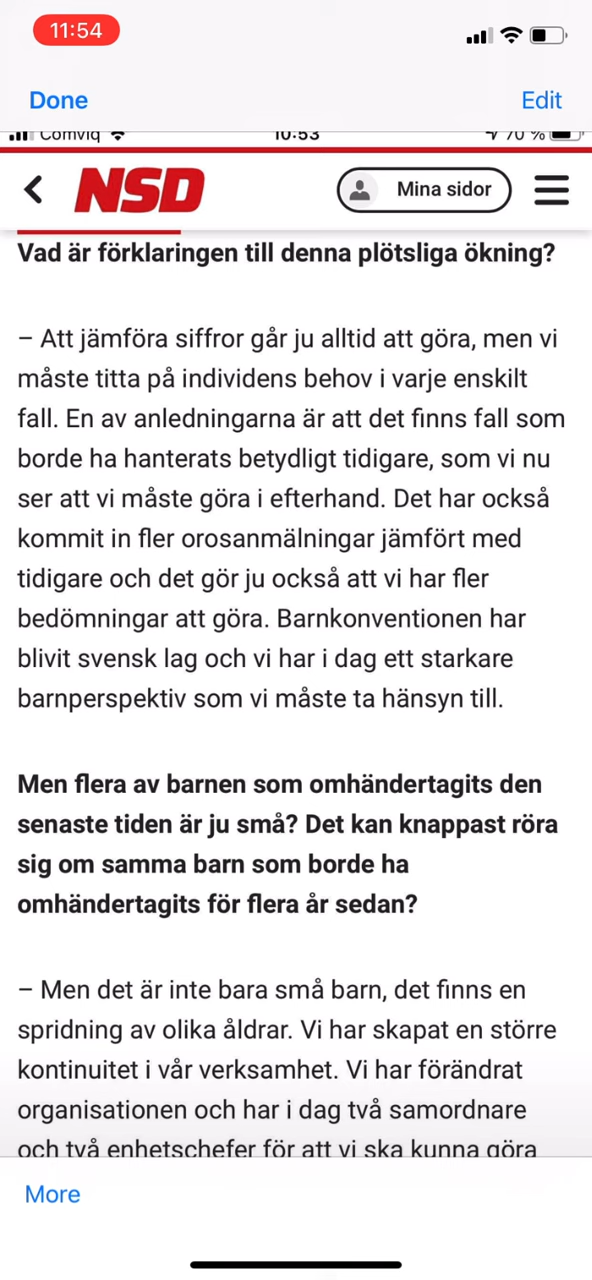 11:54
Done
Edit
Comviq
10:53
70 %
NSD
Mina sidor
Vad är förklaringen till denna plötsliga ökning?
– Att jämföra siffror går ju alltid att göra, men vi
måste titta på individens behov i varje enskilt
fall. En av anledningarna är att det finns fall som
borde ha hanterats betydligt tidigare, som vi nu
ser att vi måste göra i efterhand. Det har också
kommit in fler orosanmälningar jämfört med
tidigare och det gör ju också att vi har fler
bedömningar att göra. Barnkonventionen har
blivit svensk lag och vi har i dag ett starkare
barnperspektiv som vi måste ta hänsyn till.
Men flera av barnen som omhändertagits den
senaste tiden är ju små? Det kan knappast röra
sig om samma barn som borde ha
omhändertagits för flera år sedan?
– Men det är inte bara små barn, det finns en
spridning av olika åldrar. Vi har skapat en större
kontinuitet i vår verksamhet. Vi har förändrat
organisationen och har i dag två samordnare
och två enhetschefer för att vi ska kunna göra
More